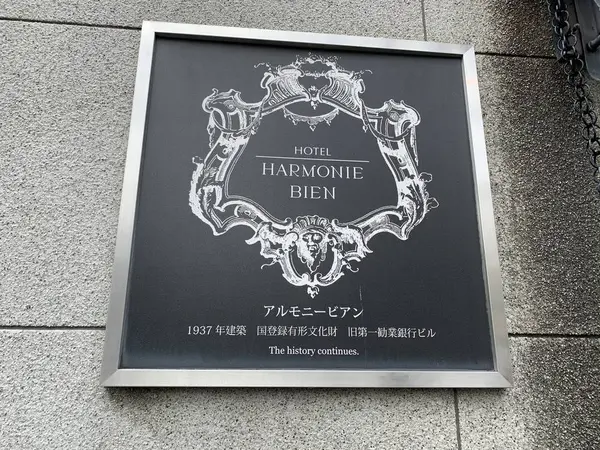 HOTEL
HARMONIE
BIEN
アルモニービアン
1937年建築　国登録有形文化財　旧第一勧業銀行ビル
The history continues.